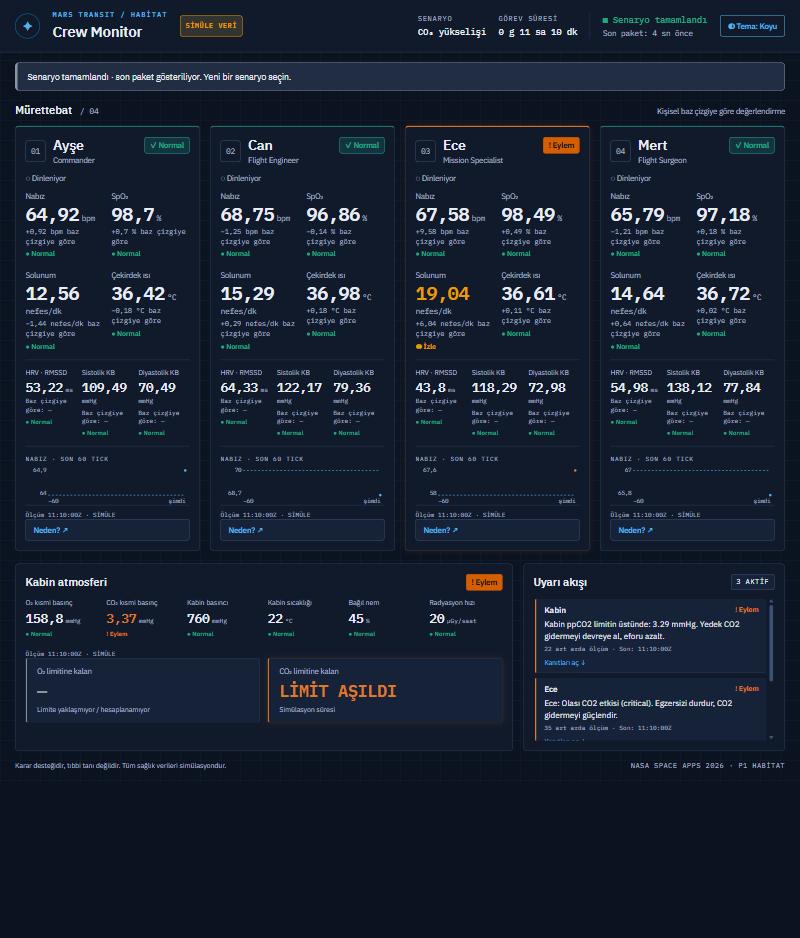 MARS TRANSIT / HABİTAT
Crew Monitor
SİMÜLE VERİ
SENARYO
CO₂ yükselişi
GÖREV SÜRESİ
0 g 11 sa 10 dk
■ Senaryo tamamlandı
Son paket: 4 sn önce
Tema: Koyu
Senaryo tamamlandı · son paket gösteriliyor. Yeni bir senaryo seçin.
Mürettebat / 04
Kişisel baz çizgiye göre değerlendirme
01
Ayşe
Commander
✓ Normal
○ Dinleniyor
Nabız
64,92 bpm
+0,92 bpm baz
çizgiye göre
● Normal
SpO₂
98,7 %
+0,7 % baz çizgiye
göre
● Normal
Solunum
12,56
nefes/dk
−1,44 nefes/dk baz
çizgiye göre
● Normal
Çekirdek ısı
36,42 °C
−0,18 °C baz
çizgiye göre
● Normal
HRV · RMSSD
53,22 ms
Baz çizgiye
göre: —
● Normal
Sistolik KB
109,49
mmHg
Baz çizgiye
göre: —
● Normal
Diyastolik KB
70,49
mmHg
Baz çizgiye
göre: —
● Normal
NABIZ · SON 60 TICK
64,9
64
−60
şimdi
Ölçüm 11:10:00Z · SİMÜLE
Neden? ↗
02
Can
Flight Engineer
✓ Normal
○ Dinleniyor
Nabız
68,75 bpm
−1,25 bpm baz
çizgiye göre
● Normal
SpO₂
96,86 %
−0,14 % baz
çizgiye göre
● Normal
Solunum
15,29
nefes/dk
+0,29 nefes/dk baz
çizgiye göre
● Normal
Çekirdek ısı
36,98 °C
+0,18 °C baz
çizgiye göre
● Normal
HRV · RMSSD
64,33 ms
Baz çizgiye
göre: —
● Normal
Sistolik KB
122,17
mmHg
Baz çizgiye
göre: —
● Normal
Diyastolik KB
79,36
mmHg
Baz çizgiye
göre: —
● Normal
NABIZ · SON 60 TICK
70
68,7
−60
şimdi
Ölçüm 11:10:00Z · SİMÜLE
Neden? ↗
03
Ece
Mission Specialist
! Eylem
○ Dinleniyor
Nabız
67,58 bpm
+9,58 bpm baz
çizgiye göre
● Normal
SpO₂
98,49 %
+0,49 % baz
çizgiye göre
● Normal
Solunum
19,04
nefes/dk
+6,04 nefes/dk baz
çizgiye göre
İzle
Çekirdek ısı
36,61 °C
+0,11 °C baz
çizgiye göre
● Normal
HRV · RMSSD
43,8 ms
Baz çizgiye
göre: —
● Normal
Sistolik KB
118,29
mmHg
Baz çizgiye
göre: —
● Normal
Diyastolik KB
72,98
mmHg
Baz çizgiye
göre: —
● Normal
NABIZ · SON 60 TICK
67,6
58
−60
şimdi
Ölçüm 11:10:00Z · SİMÜLE
Neden? ↗
04
Mert
Flight Surgeon
✓ Normal
○ Dinleniyor
Nabız
65,79 bpm
−1,21 bpm baz
çizgiye göre
● Normal
SpO₂
97,18 %
+0,18 % baz
çizgiye göre
● Normal
Solunum
14,64
nefes/dk
+0,64 nefes/dk baz
çizgiye göre
● Normal
Çekirdek ısı
36,72 °C
+0,02 °C baz
çizgiye göre
● Normal
HRV · RMSSD
54,98 ms
Baz çizgiye
göre: —
● Normal
Sistolik KB
138,12
mmHg
Baz çizgiye
göre: —
● Normal
Diyastolik KB
77,84
mmHg
Baz çizgiye
göre: —
● Normal
NABIZ · SON 60 TICK
67
65,8
−60
şimdi
Ölçüm 11:10:00Z · SİMÜLE
Neden? ↗
Kabin atmosferi
! Eylem
O₂ kısmi basınç
158,8 mmHg
● Normal
CO₂ kısmi basınç
3,37 mmHg
! Eylem
Kabin basıncı
760 mmHg
● Normal
Kabin sıcaklığı
22 °C
● Normal
Bağıl nem
45 %
● Normal
Radyasyon hızı
20 µGy/saat
● Normal
Ölçüm 11:10:00Z · SİMÜLE
O₂ limitine kalan
—
Limite yaklaşmıyor / hesaplanamıyor
CO₂ limitine kalan
LİMİT AŞILDI
Simülasyon süresi
Uyarı akışı
3 AKTİF
Kabin
! Eylem
Kabin ppCO2 limitin üstünde: 3.29 mmHg. Yedek CO2
gidermeyi devreye al, eforu azalt.
22 art arda ölçüm · Son: 11:10:00Z
Kanıtları aç ↓
Ece
! Eylem
Ece: Olası CO2 etkisi (critical). Egzersizi durdur, CO2
gidermeyi güçlendir.
35 art arda ölçüm · Son: 11:10:00Z
Karar desteğidir, tıbbi tanı değildir. Tüm sağlık verileri simülasyondur.
NASA SPACE APPS 2026 · P1 HABİTAT